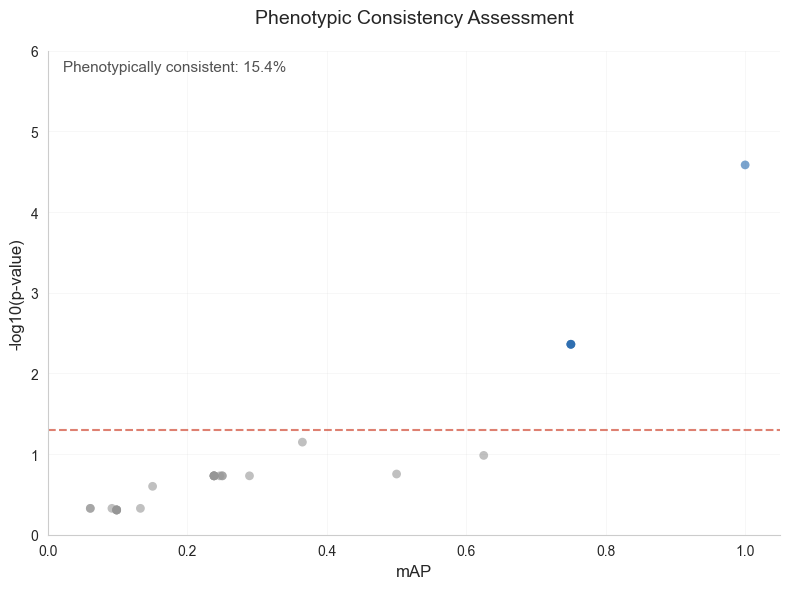 Phenotypic Consistency Assessment
Phenotypically consistent: 15.4%
6
5
4
3
2
1
0
-log10(p-value)
0.0 0.2 0.4 0.6 0.8 1.0
mAP